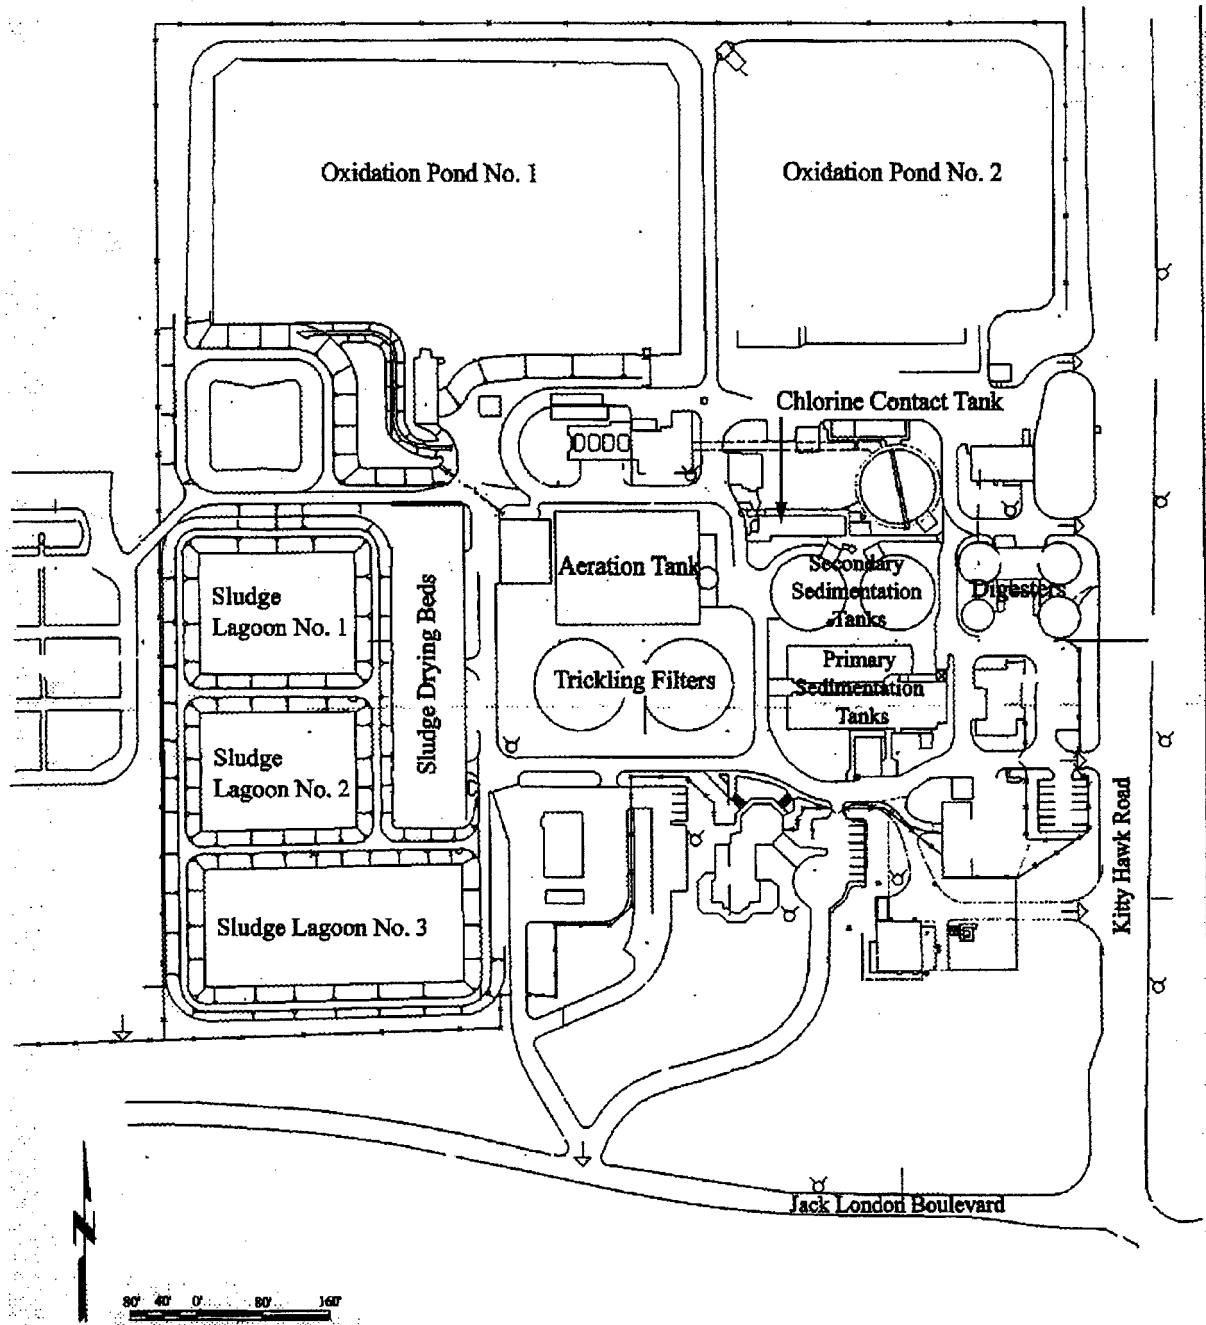 Oxidation Pond No. 1
Oxidation Pond No. 2
Chlorine Contact Tank
Aeration Tank
Secondary
Sedimentation
Tanks
Digesters
Sludge
Lagoon No. 1
Sludge Drying Beds
Trickling Filters
Primary
Sedimentation
Tanks
Sludge
Lagoon No. 2
Kitty Hawk Road
Sludge Lagoon No. 3
Jack London Boulevard
N
80' 40' 0' 80' 160'